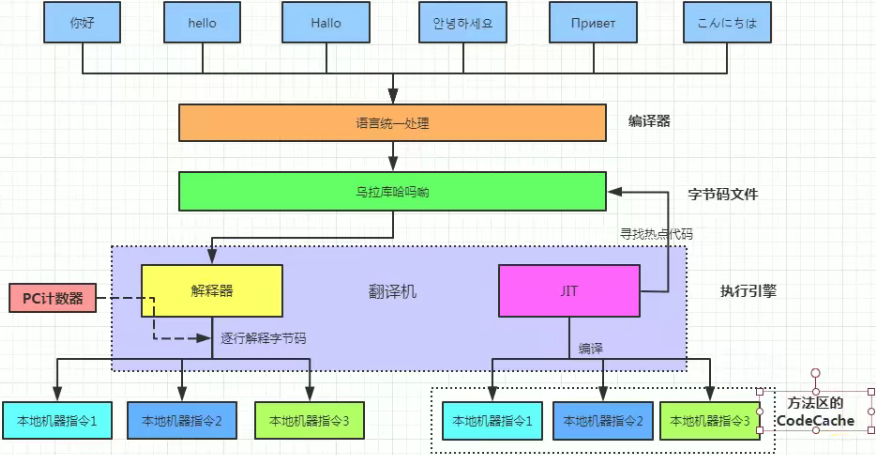 你好
hello
Hallo
안녕하세요
Привет
こんにちは
语言统一处理
编译器
乌拉库哈吗呦
字节码文件
寻找热点代码
解释器
翻译机
JIT
执行引擎
PC计数器
逐行解释字节码
编译
本地机器指令1
本地机器指令2
本地机器指令3
本地机器指令1
本地机器指令2
本地机器指令3
方法区的
CodeCache